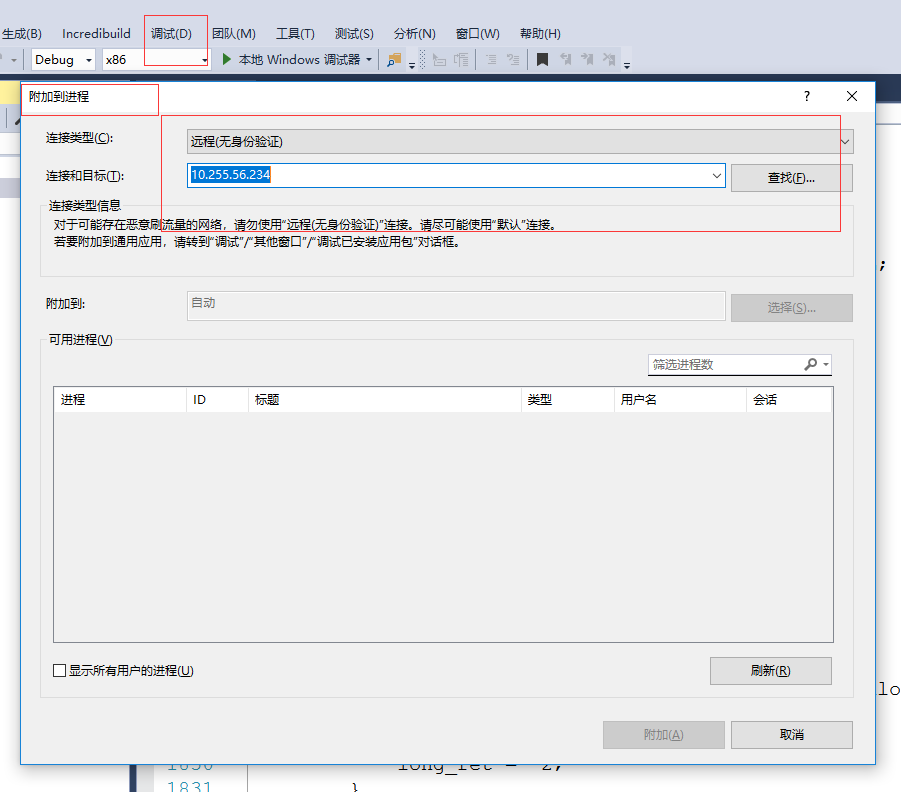 生成(B) Incredibuild 调试(D) 团队(M) 工具(T) 测试(S) 分析(N) 窗口(W) 帮助(H)
Debug x86 本地 Windows 调试器
附加到进程 ?
连接类型(C): 远程(无身份验证)
连接和目标(T): 10.255.56.234 查找(F)...
连接类型信息
对于可能存在恶意刷流量的网络，请勿使用“远程(无身份验证)”连接。请尽可能使用“默认”连接。
若要附加到通用应用，请转到“调试”/“其他窗口”/“调试已安装应用包”对话框。
;
附加到: 自动 选择(S)...
可用进程(V)
筛选进程数
进程 ID 标题 类型 用户名 会话
显示所有用户的进程(U) 刷新(R)
lo
附加(A) 取消
1831 }